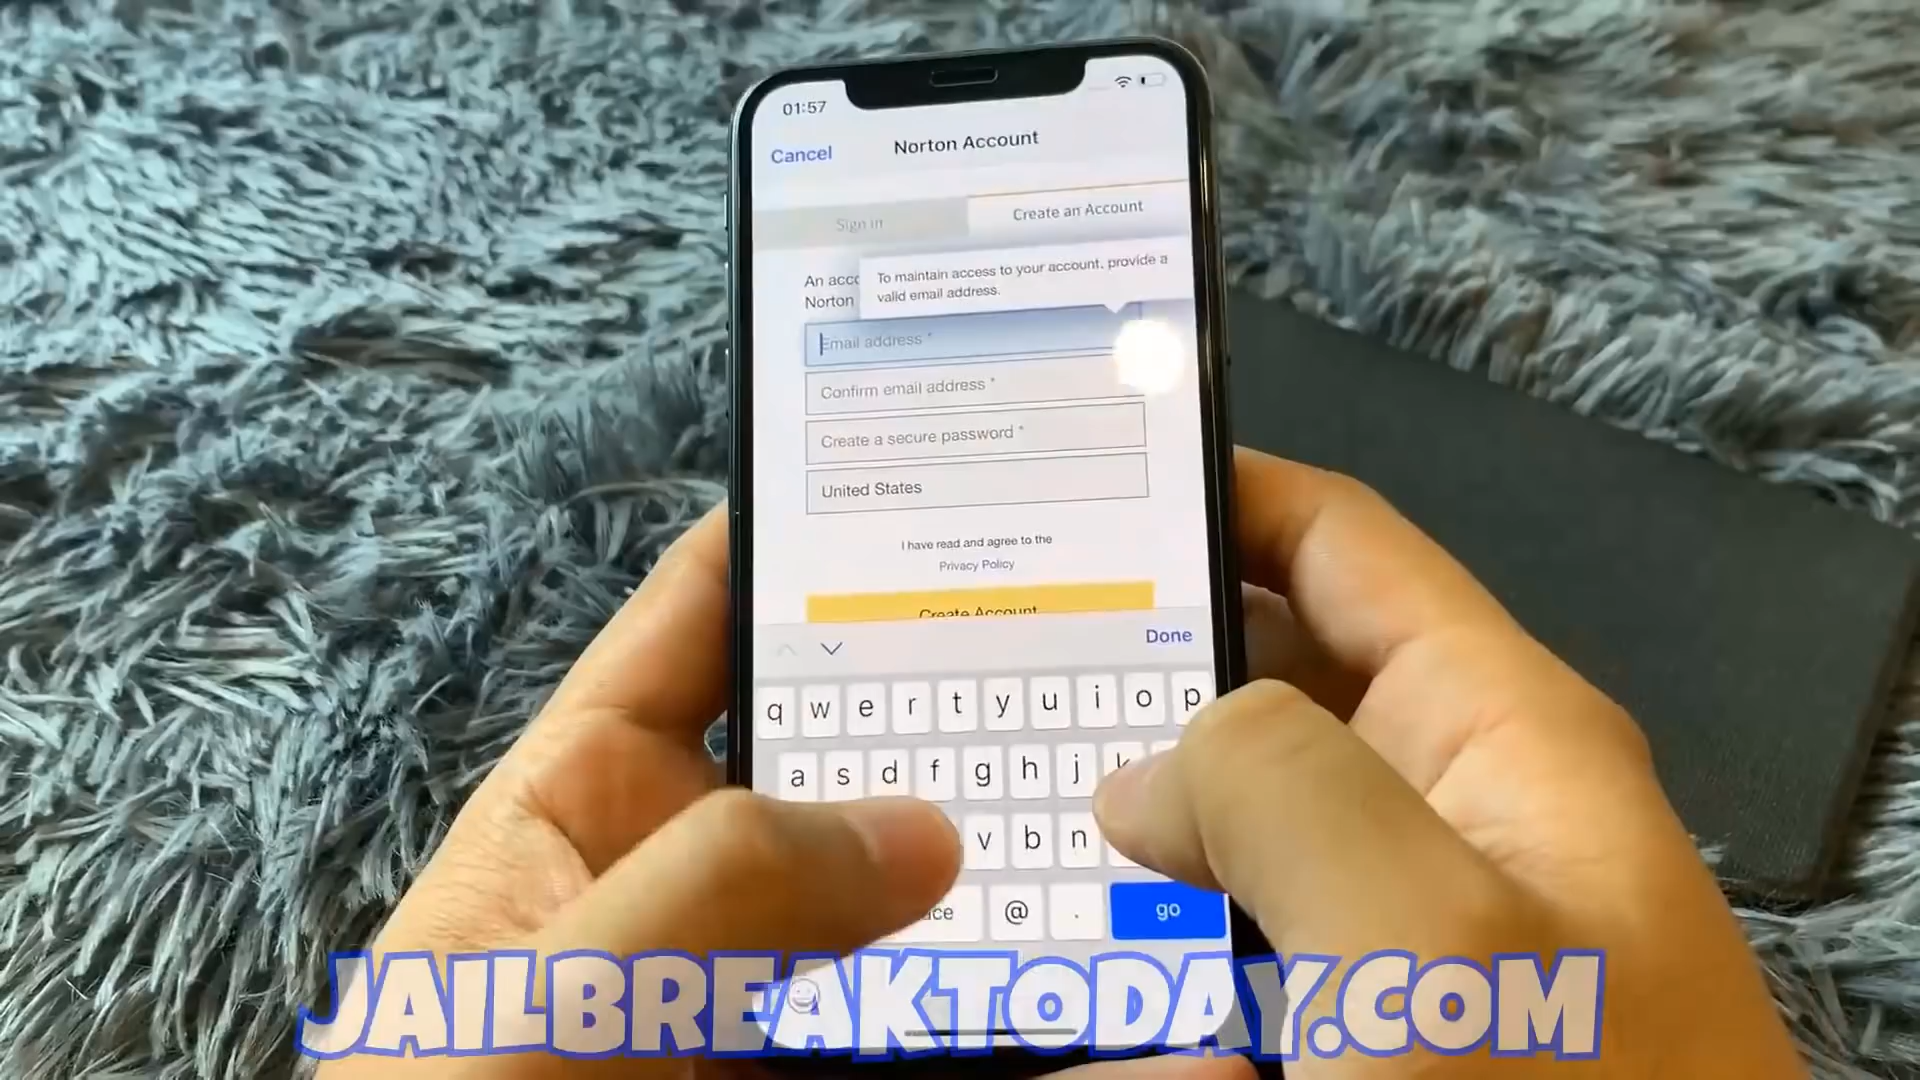 01:57
Cancel
Norton Account
Sign in
Create an Account
To maintain access to your account, provide a
valid email address.
An acc
Norton
Email address *
Confirm email address *
Create a secure password *
United States
I have read and agree to the
Privacy Policy
Create Account
Done
q w e r t y u i o p
a s d f g h j k
v b n
ce @ . go
JAILBREAKTODAY.COM